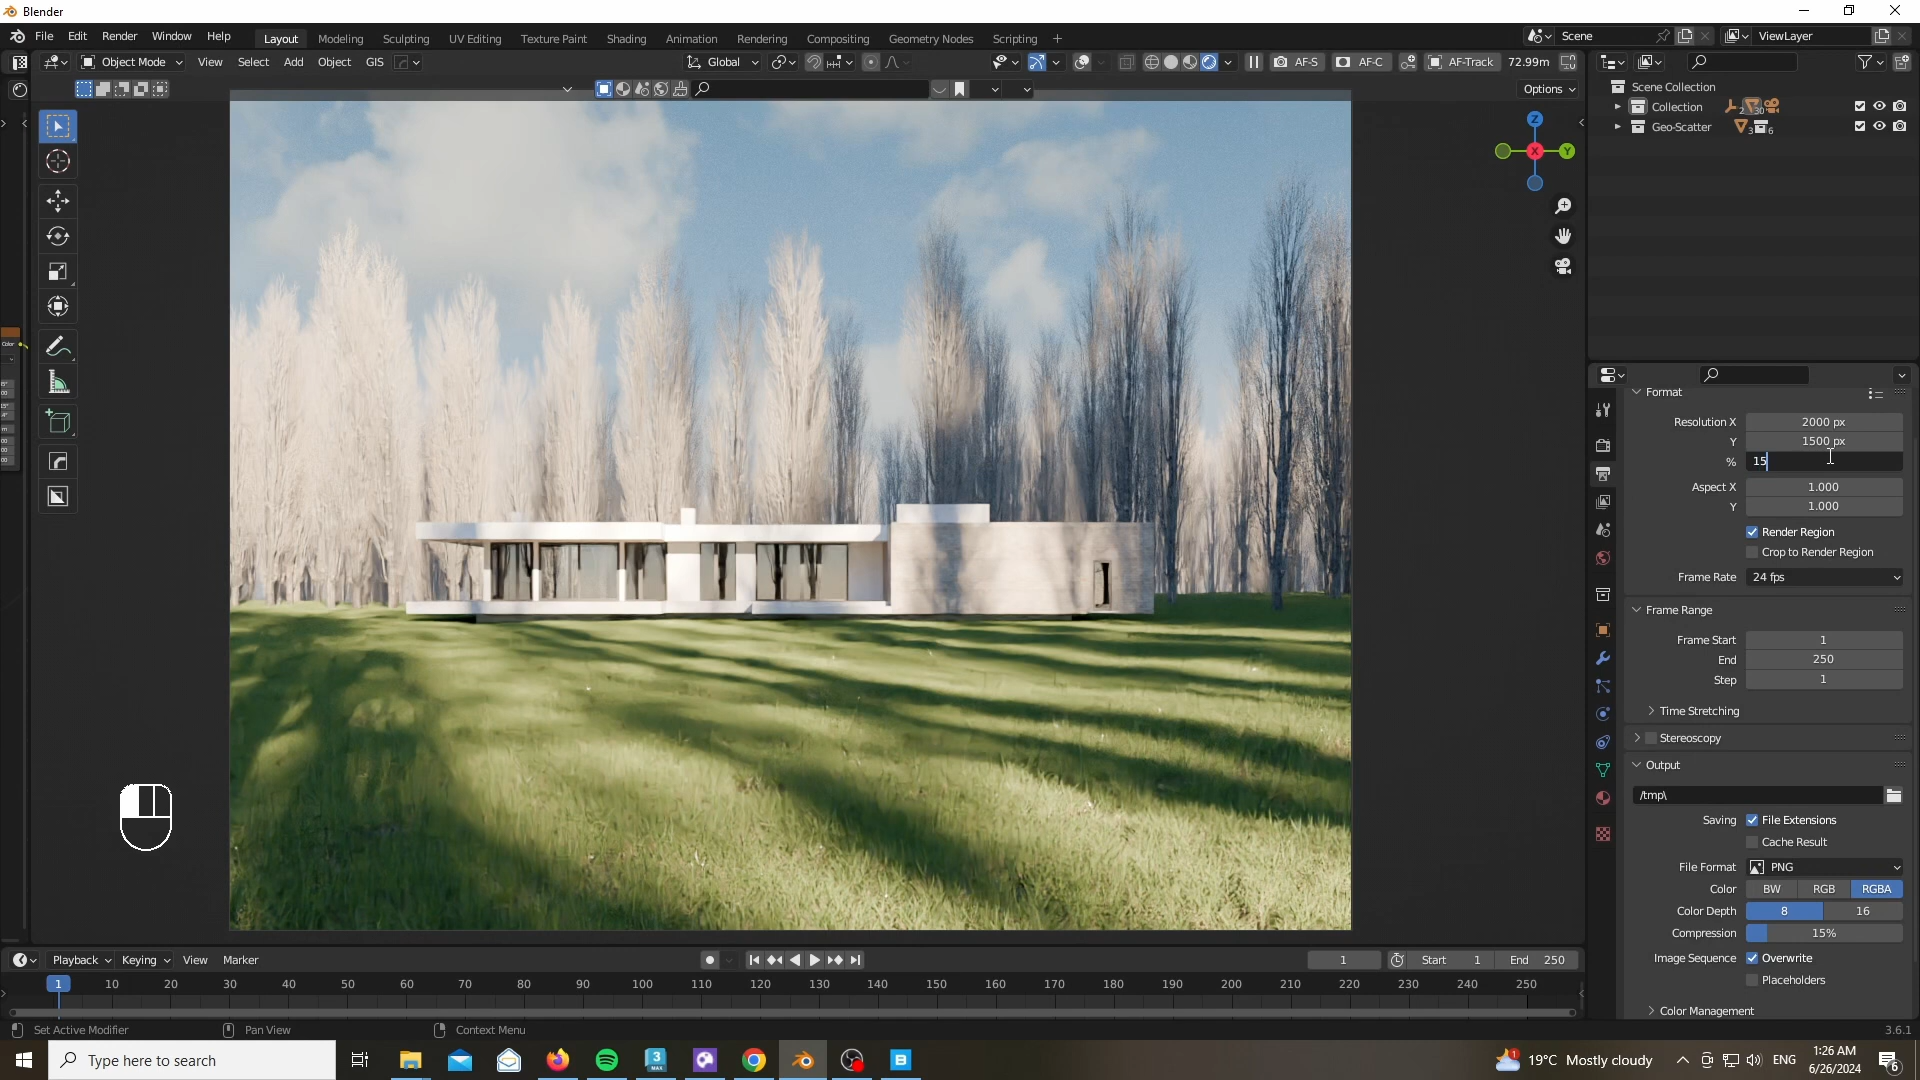 Blender
File Edit Render Window Help Layout Modeling Sculpting UV Editing Texture Paint Shading Animation Rendering Compositing Geometry Nodes Scripting + Scene ViewLayer
Object Mode View Select Add Object GIS Global AF-S AF-C AF-Track 72.99m
Options
Scene Collection
Collection 2 30
Geo-Scatter 3 6
Z
X Y
Format
Resolution X 2000 px
Y 1500 px
% 15
Aspect X 1.000
Y 1.000
Render Region
Crop to Render Region
Frame Rate 24 fps
Frame Range
Frame Start 1
End 250
Step 1
Time Stretching
Stereoscopy
Output
/tmp\
Saving File Extensions
Cache Result
File Format PNG
Color BW RGB RGBA
Color Depth 8 16
Compression 15%
Image Sequence Overwrite
Placeholders
Color Management
Playback Keying View Marker 1 Start 1 End 250
1 10 20 30 40 50 60 70 80 90 100 110 120 130 140 150 160 170 180 190 200 210 220 230 240 250
Set Active Modifier Pan View Context Menu 3.6.1
Type here to search 3 MAX B 1 19°C Mostly cloudy ENG 1:26 AM
6/26/2024 6